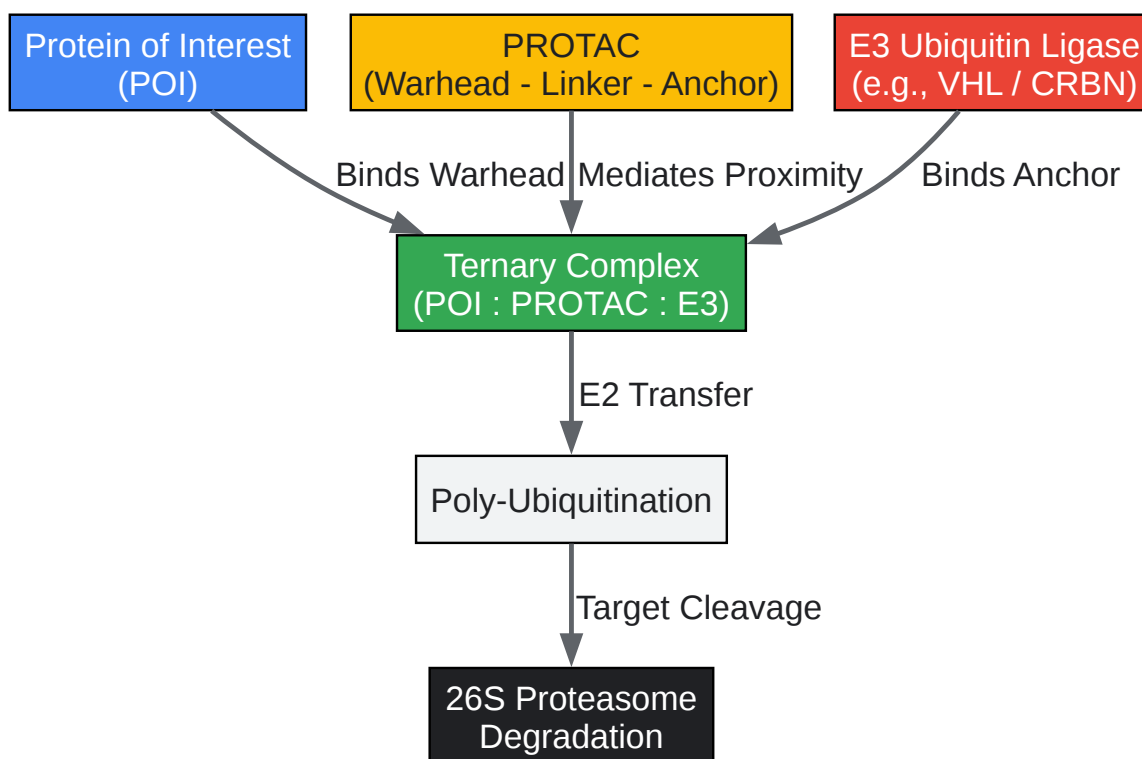 Protein of Interest
(POI)
PROTAC
(Warhead - Linker - Anchor)
E3 Ubiquitin Ligase
(e.g., VHL / CRBN)
Binds Warhead
Mediates Proximity
Binds Anchor
Ternary Complex
(POI : PROTAC : E3)
E2 Transfer
Poly-Ubiquitination
Target Cleavage
26S Proteasome
Degradation